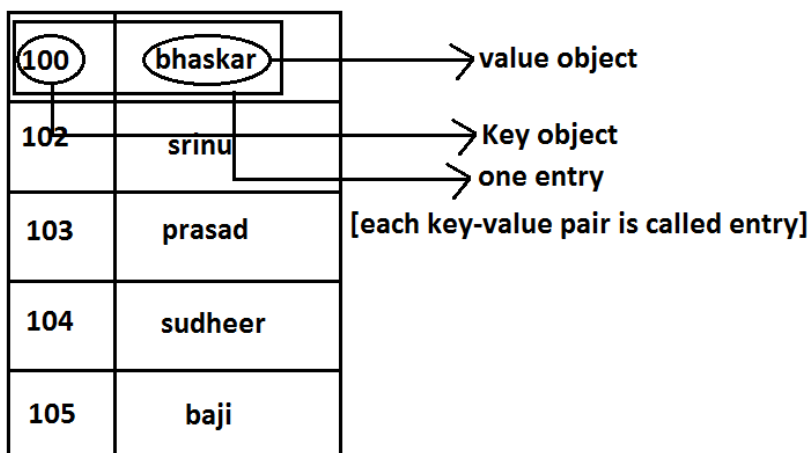 100 bhaskar value object
102 srinu Key object
one entry
103 prasad [each key-value pair is called entry]
104 sudheer
105 baji